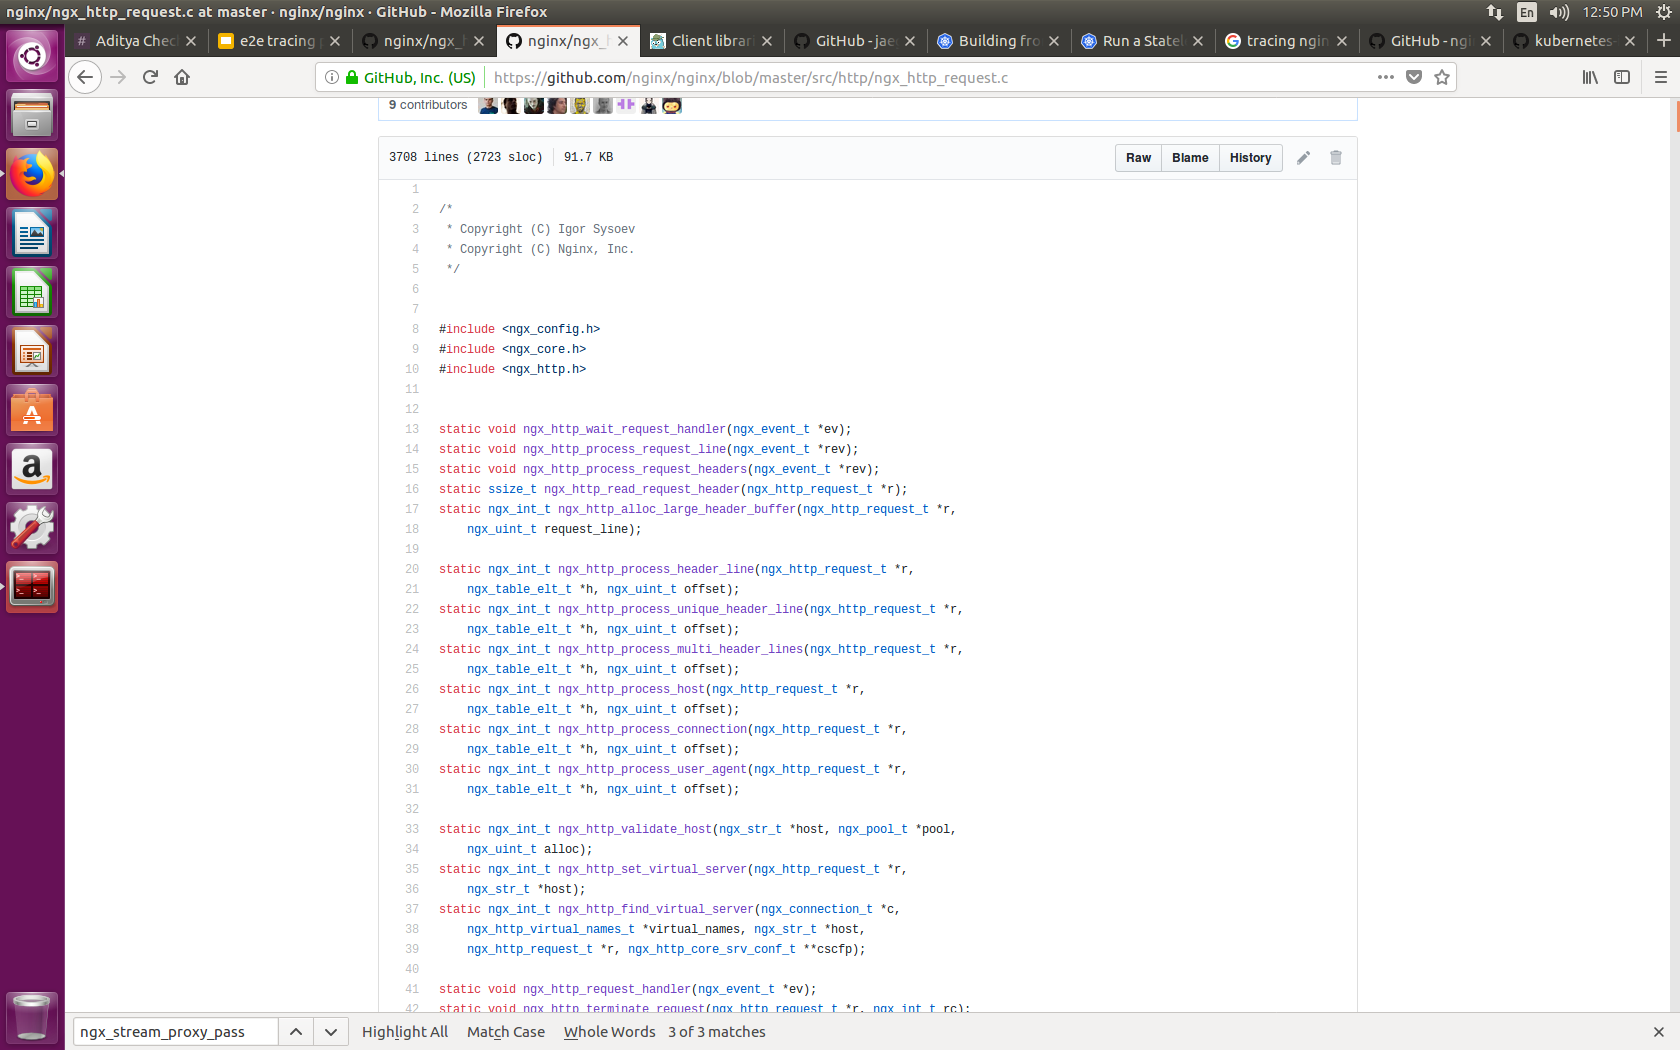 nginx/ngx_http_request.c at master · nginx/nginx · GitHub - Mozilla Firefox
En
12:50 PM
# Aditya Chec
e2e tracing
nginx/ngx_h
nginx/ngx_h
Client librar
GitHub - jae
Building fro
Run a Statel
tracing ngin
GitHub - ngi
kubernetes-
GitHub, Inc. (US)
https://github.com/nginx/nginx/blob/master/src/http/ngx_http_request.c
9 contributors
3708 lines (2723 sloc)
91.7 KB
Raw
Blame
History
1
2 /*
3  * Copyright (C) Igor Sysoev
4  * Copyright (C) Nginx, Inc.
5  */
6
7
8 #include <ngx_config.h>
9 #include <ngx_core.h>
10 #include <ngx_http.h>
11
12
13 static void ngx_http_wait_request_handler(ngx_event_t *ev);
14 static void ngx_http_process_request_line(ngx_event_t *rev);
15 static void ngx_http_process_request_headers(ngx_event_t *rev);
16 static ssize_t ngx_http_read_request_header(ngx_http_request_t *r);
17 static ngx_int_t ngx_http_alloc_large_header_buffer(ngx_http_request_t *r,
18     ngx_uint_t request_line);
19
20 static ngx_int_t ngx_http_process_header_line(ngx_http_request_t *r,
21     ngx_table_elt_t *h, ngx_uint_t offset);
22 static ngx_int_t ngx_http_process_unique_header_line(ngx_http_request_t *r,
23     ngx_table_elt_t *h, ngx_uint_t offset);
24 static ngx_int_t ngx_http_process_multi_header_lines(ngx_http_request_t *r,
25     ngx_table_elt_t *h, ngx_uint_t offset);
26 static ngx_int_t ngx_http_process_host(ngx_http_request_t *r,
27     ngx_table_elt_t *h, ngx_uint_t offset);
28 static ngx_int_t ngx_http_process_connection(ngx_http_request_t *r,
29     ngx_table_elt_t *h, ngx_uint_t offset);
30 static ngx_int_t ngx_http_process_user_agent(ngx_http_request_t *r,
31     ngx_table_elt_t *h, ngx_uint_t offset);
32
33 static ngx_int_t ngx_http_validate_host(ngx_str_t *host, ngx_pool_t *pool,
34     ngx_uint_t alloc);
35 static ngx_int_t ngx_http_set_virtual_server(ngx_http_request_t *r,
36     ngx_str_t *host);
37 static ngx_int_t ngx_http_find_virtual_server(ngx_connection_t *c,
38     ngx_http_virtual_names_t *virtual_names, ngx_str_t *host,
39     ngx_http_request_t *r, ngx_http_core_srv_conf_t **cscfp);
40
41 static void ngx_http_request_handler(ngx_event_t *ev);
42 static void ngx_http_terminate_request(ngx_http_request_t *r, ngx_int_t rc);
ngx_stream_proxy_pass
Highlight All
Match Case
Whole Words
3 of 3 matches